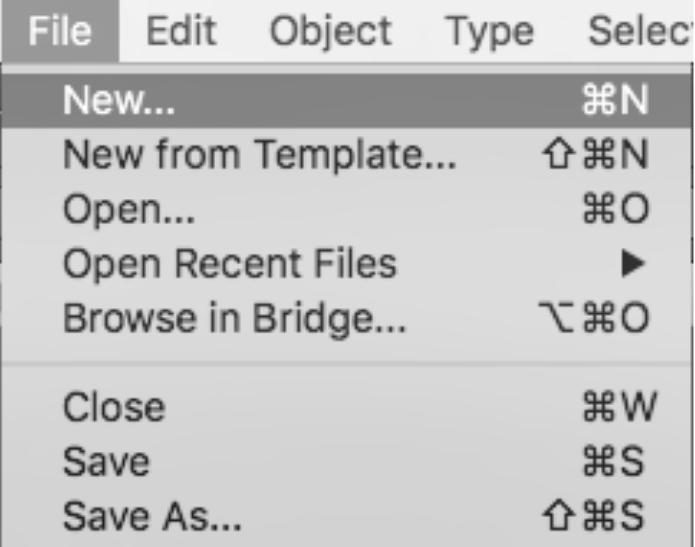 File Edit Object Type Selec
New... ⌘N
New from Template... ⇧⌘N
Open... ⌘O
Open Recent Files ▶
Browse in Bridge... ⌥⌘O
Close ⌘W
Save ⌘S
Save As... ⇧⌘S